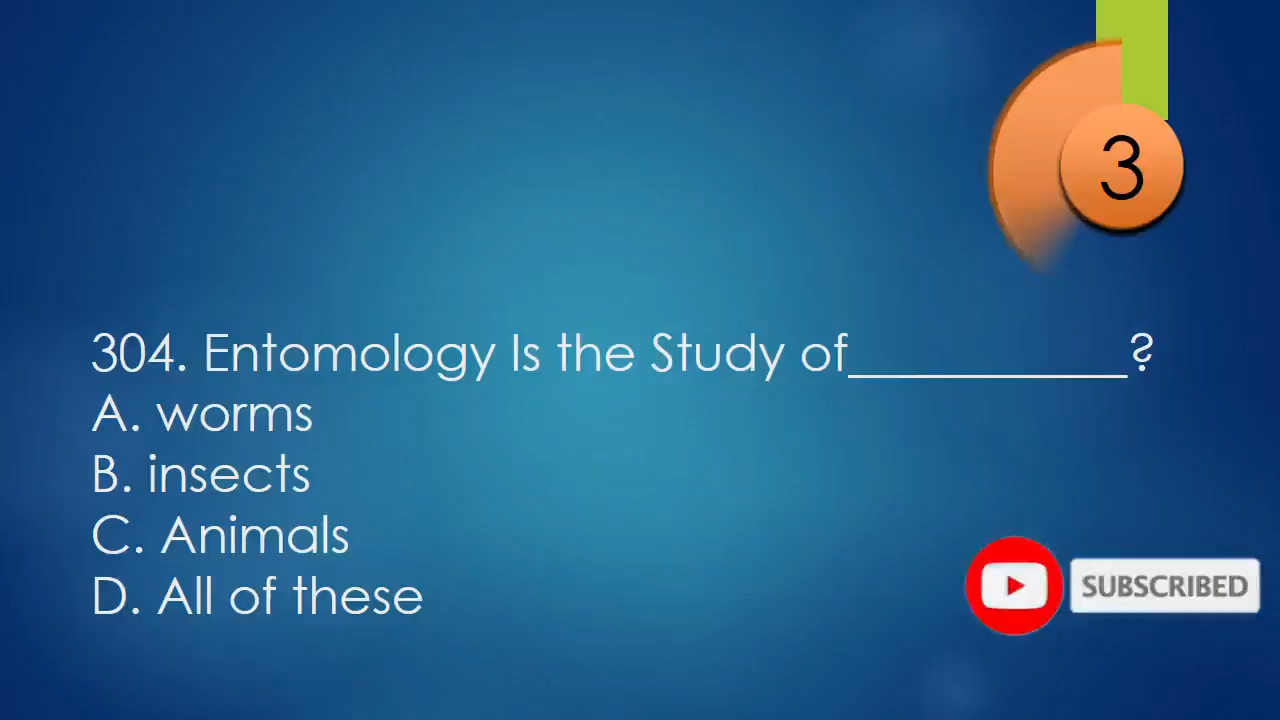 3
304. Entomology Is the Study of___________?
A. worms
B. insects
C. Animals
D. All of these
SUBSCRIBED